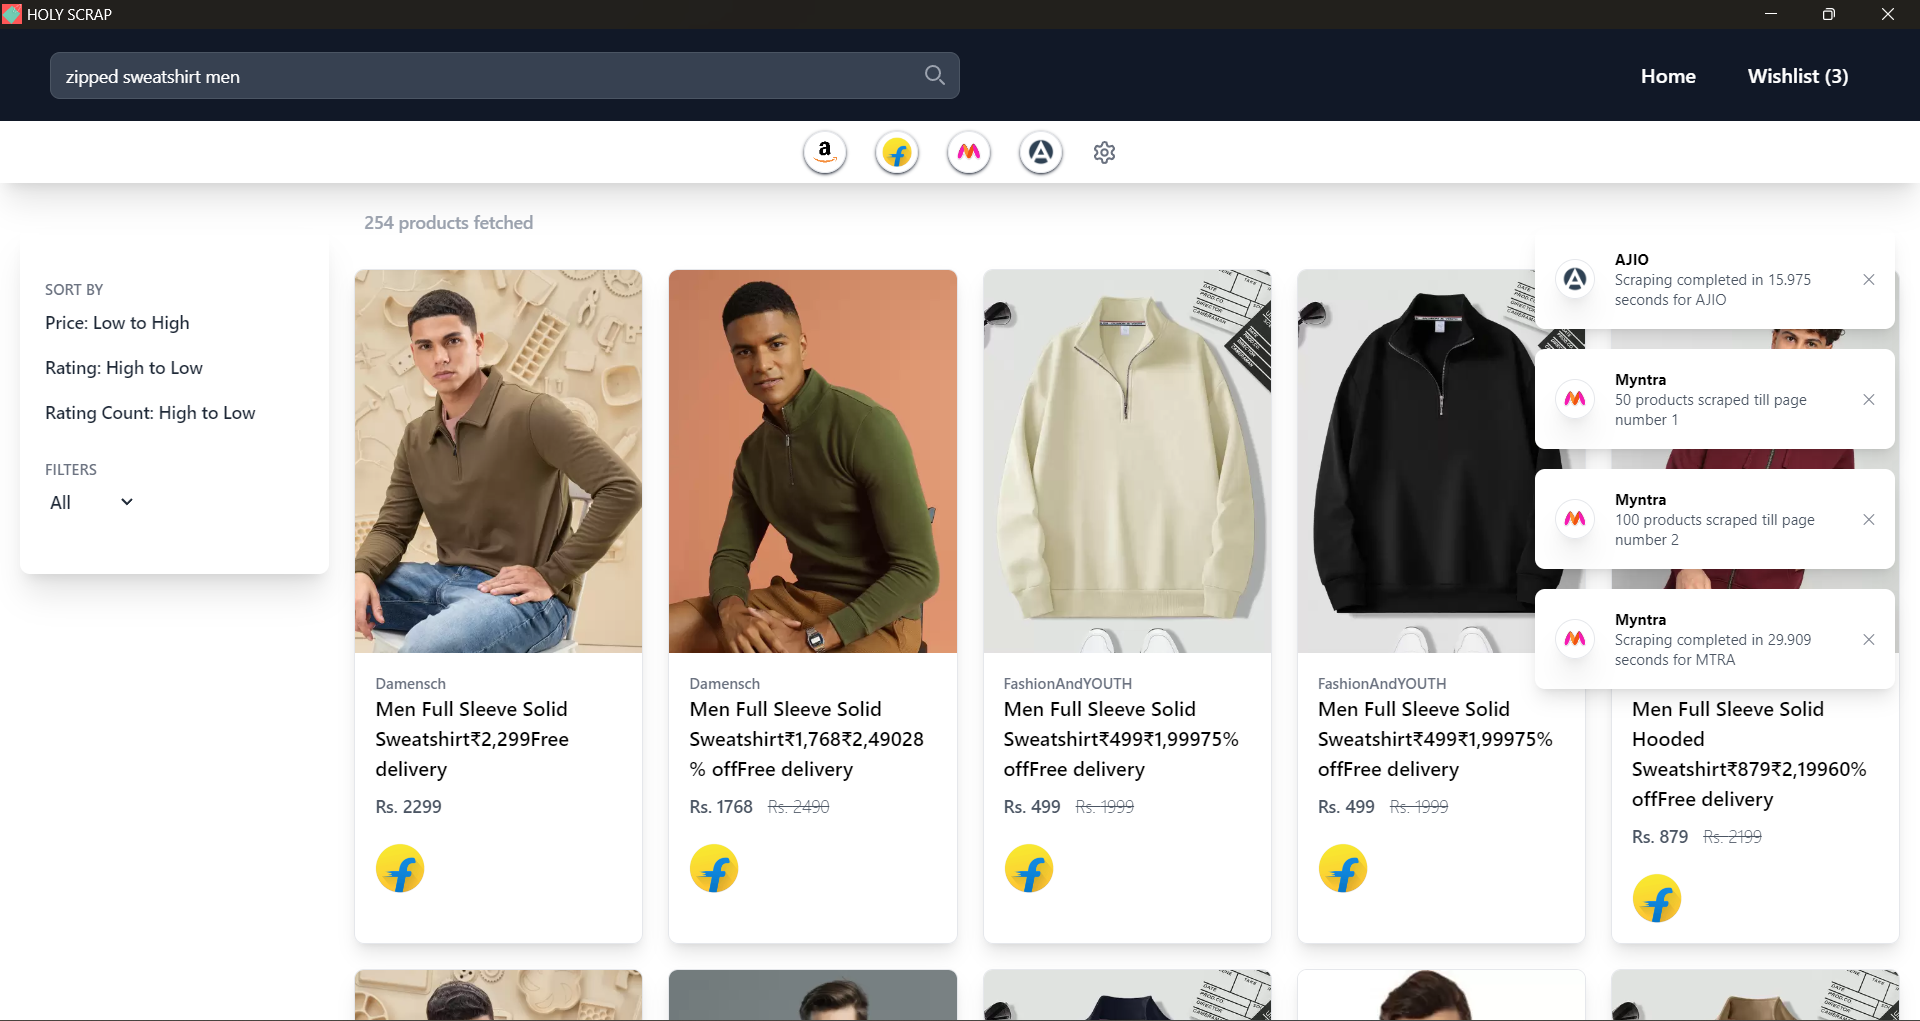 HOLY SCRAP
zipped sweatshirt men
Home
Wishlist (3)
a
254 products fetched
SORT BY
Price: Low to High
Rating: High to Low
Rating Count: High to Low
FILTERS
All
AJIO
Scraping completed in 15.975
seconds for AJIO
Myntra
50 products scraped till page
number 1
Myntra
100 products scraped till page
number 2
Myntra
Scraping completed in 29.909
seconds for MTRA
Damensch
Men Full Sleeve Solid
Sweatshirt₹2,299Free
delivery
Rs. 2299
Damensch
Men Full Sleeve Solid
Sweatshirt₹1,768₹2,49028
% offFree delivery
Rs. 1768 Rs. 2490
FashionAndYOUTH
Men Full Sleeve Solid
Sweatshirt₹499₹1,99975%
offFree delivery
Rs. 499 Rs. 1999
FashionAndYOUTH
Men Full Sleeve Solid
Sweatshirt₹499₹1,99975%
offFree delivery
Rs. 499 Rs. 1999
Men Full Sleeve Solid
Hooded
Sweatshirt₹879₹2,19960%
offFree delivery
Rs. 879 Rs. 2199